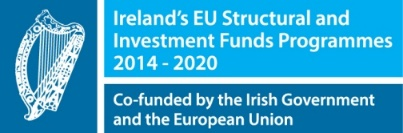 Ireland's EU Structural and
Investment Funds Programmes
2014 - 2020
Co-funded by the Irish Government
and the European Union